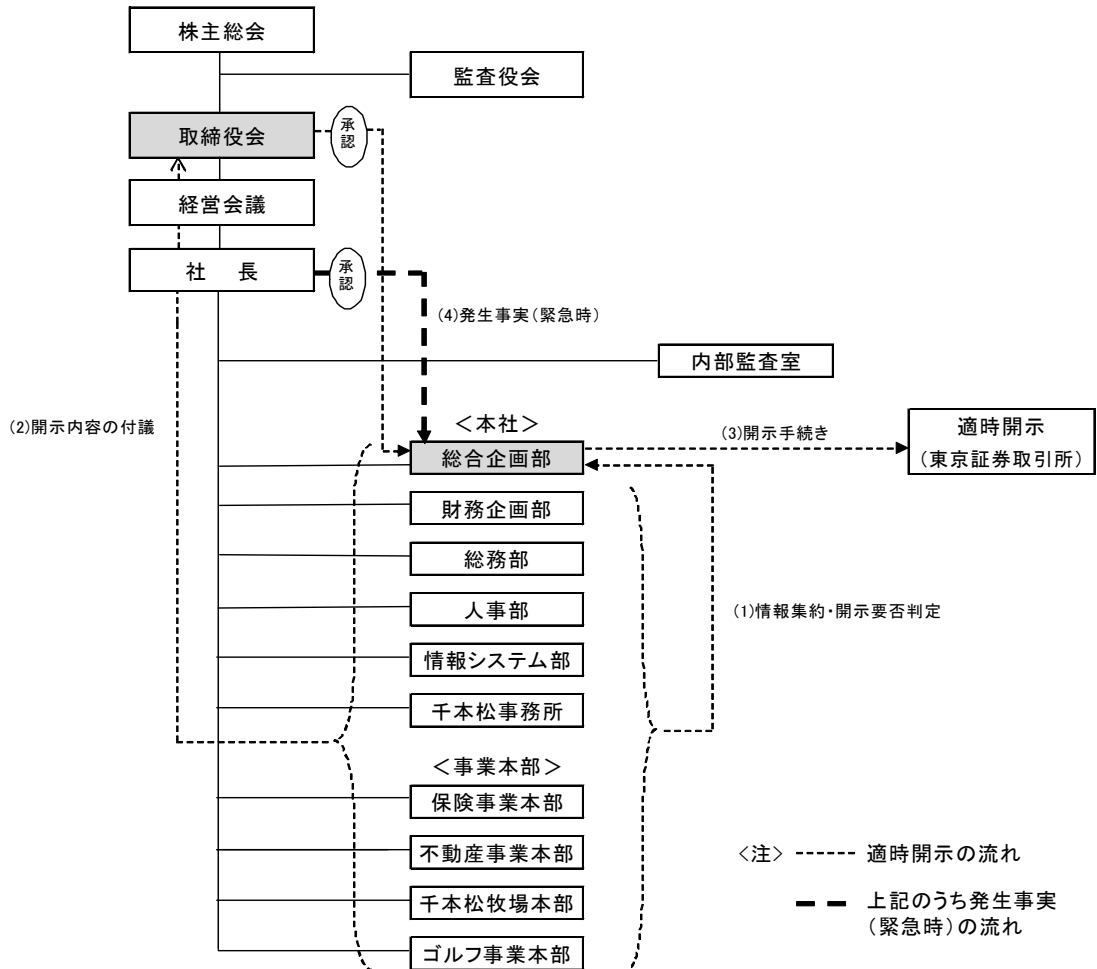 株主総会
監査役会
取締役会
承認
経営会議
社　長
承認
(4)発生事実(緊急時)
内部監査室
(2)開示内容の付議
＜本社＞
総合企画部
(3)開示手続き
適時開示
(東京証券取引所)
財務企画部
総務部
人事部
(1)情報集約・開示要否判定
情報システム部
千本松事務所
＜事業本部＞
保険事業本部
不動産事業本部
千本松牧場本部
ゴルフ事業本部
＜注＞ 適時開示の流れ
上記のうち発生事実
(緊急時)の流れ